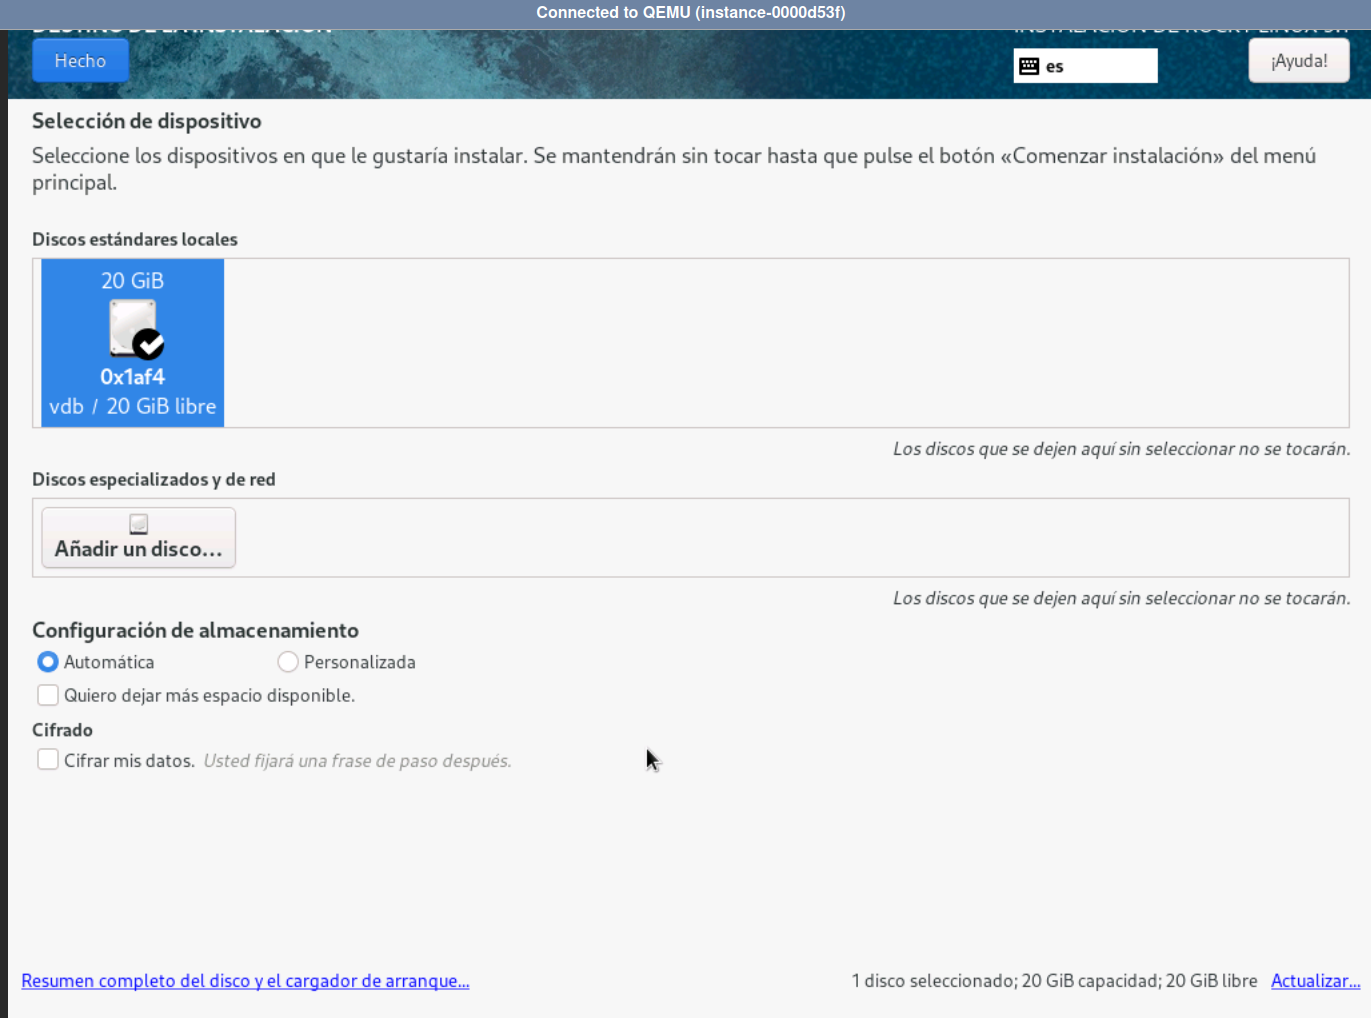 Connected to QEMU (instance-0000d53f)
DESTINO DE LA INSTALACIÓN
Hecho
es
¡Ayuda!
Selección de dispositivo
Seleccione los dispositivos en que le gustaría instalar. Se mantendrán sin tocar hasta que pulse el botón «Comenzar instalación» del menú
principal.
Discos estándares locales
20 GiB
0x1af4
vdb / 20 GiB libre
Los discos que se dejen aquí sin seleccionar no se tocarán.
Discos especializados y de red
Añadir un disco...
Los discos que se dejen aquí sin seleccionar no se tocarán.
Configuración de almacenamiento
Automática
Personalizada
Quiero dejar más espacio disponible.
Cifrado
Cifrar mis datos. Usted fijará una frase de paso después.
Resumen completo del disco y el cargador de arranque...
1 disco seleccionado; 20 GiB capacidad; 20 GiB libre Actualizar...